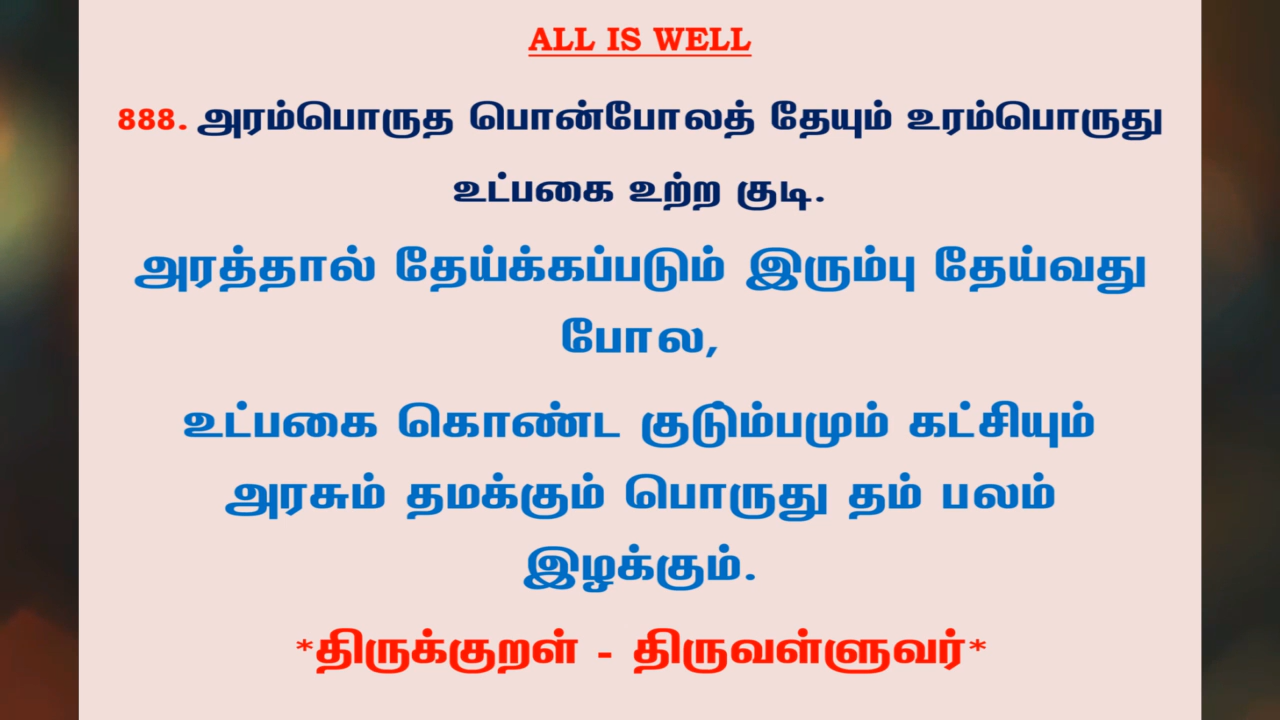 ALL IS WELL
888. அரம்பொருத பொன்போலத் தேயும் உரம்பொருது
உட்பகை உற்ற குடி.
அரத்தால் தேய்க்கப்படும் இரும்பு தேய்வது
போல,
உட்பகை கொண்ட குடும்பமும் கட்சியும்
அரசும் தமக்கும் பொருது தம் பலம்
இழக்கும்.
*திருக்குறள் - திருவள்ளுவர்*